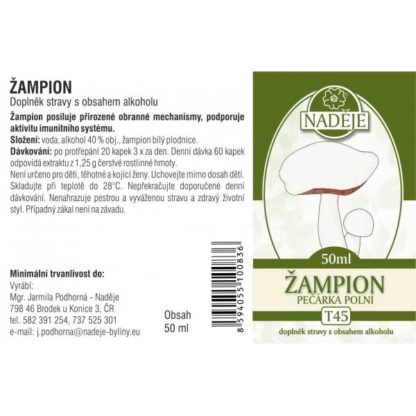 ŽAMPION
Doplněk stravy s obsahem alkoholu
Žampion posiluje přirozené obranné mechanismy, podporuje
aktivitu imunitního systému.
Složení: voda, alkohol 40 % obj., žampion bílý plodnice.
Dávkování: po protřepání 20 kapek 3 x za den. Denní dávka 60 kapek
odpovídá extraktu z 1,25 g čerstvé rostlinné hmoty.
Není určeno pro děti, těhotné a kojící ženy. Uchovejte mimo dosah dětí.
Skladujte při teplotě do 28°C. Nepřekračujte doporučené denní
dávkování. Nenahrazuje pestrou a vyváženou stravu a zdravý životní
styl. Případný zákal není na závadu.
Minimální trvanlivost do:
Vyrábí:
Mgr. Jarmila Podhorná - Naděje
798 46 Brodek u Konice 3, ČR
tel. 582 391 254, 737 525 301
e-mail: j.podhorna@nadeje-byliny.eu
Obsah
50 ml
8 594055 100836
NADĚJE
50ml
ŽAMPION
PEČÁRKA POLNÍ
T45
doplněk stravy s obsahem alkoholu